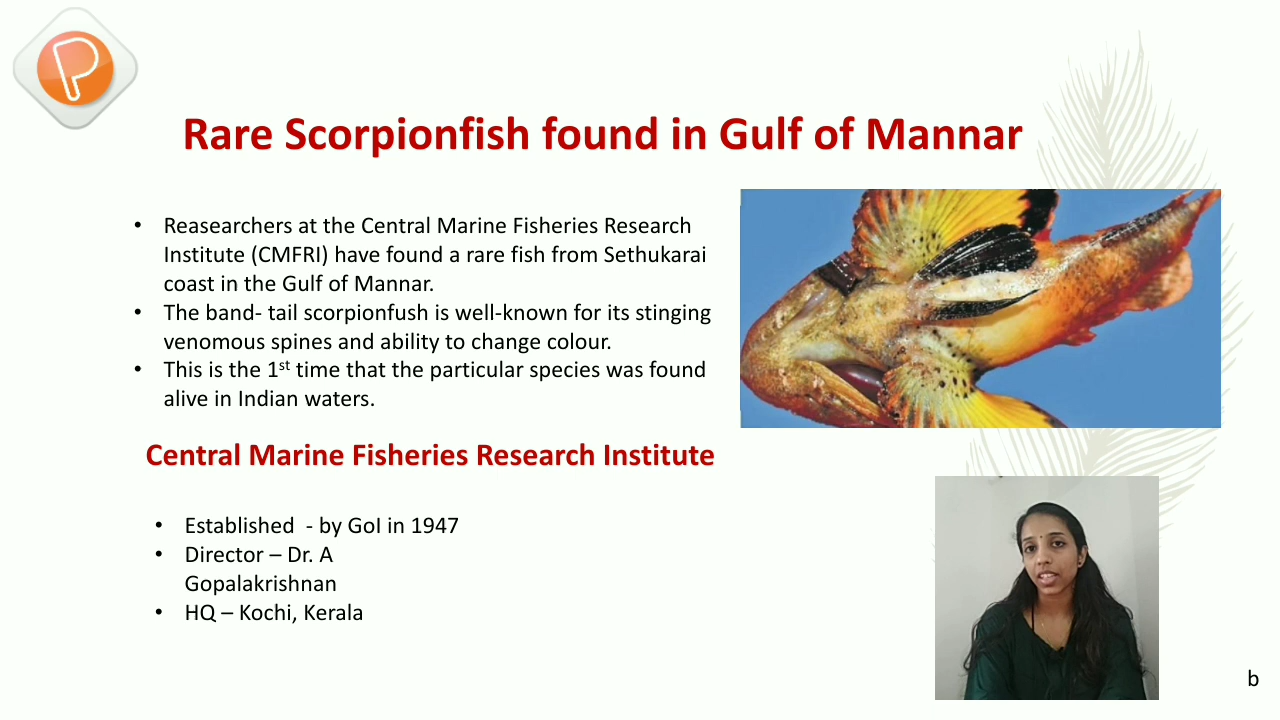 P
Rare Scorpionfish found in Gulf of Mannar
• Reasearchers at the Central Marine Fisheries Research
Institute (CMFRI) have found a rare fish from Sethukarai
coast in the Gulf of Mannar.
• The band- tail scorpionfush is well-known for its stinging
venomous spines and ability to change colour.
• This is the 1st time that the particular species was found
alive in Indian waters.
Central Marine Fisheries Research Institute
• Established - by GoI in 1947
• Director – Dr. A
Gopalakrishnan
• HQ – Kochi, Kerala
b